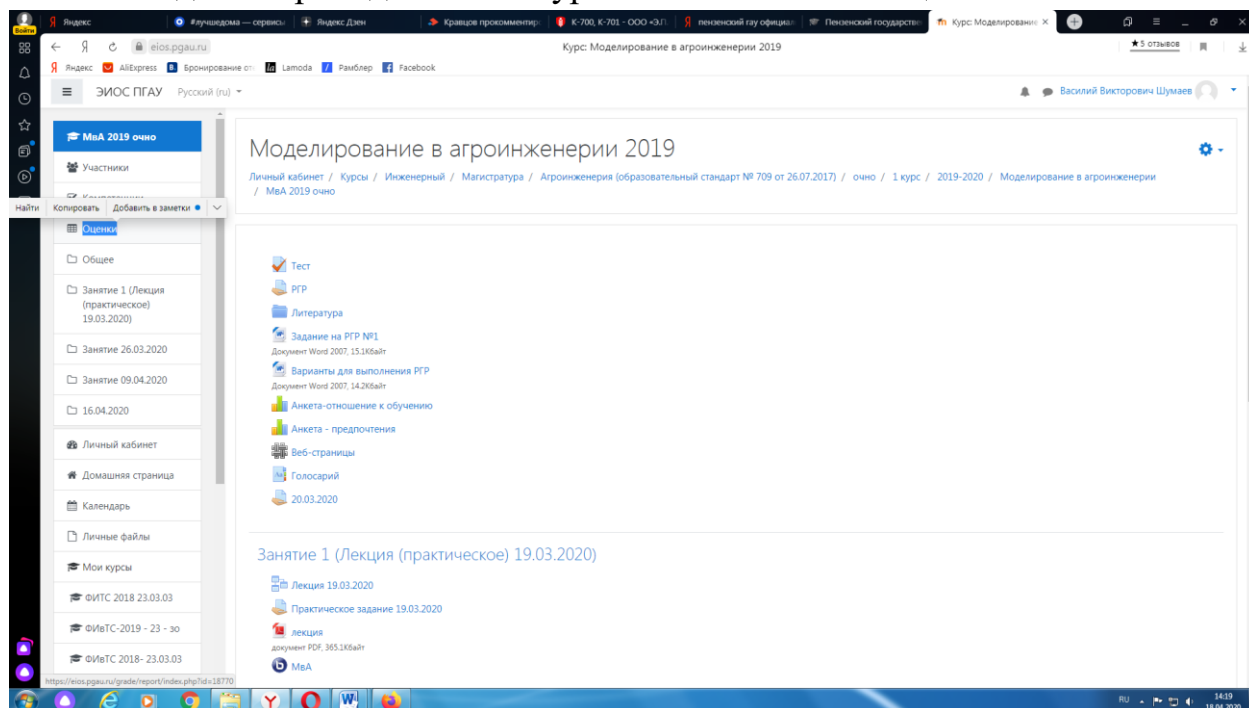 Войти
Яндекс
#лучшедома — сервисы
Яндекс.Дзен
Кравцов прокомментир
К-700, К-701 - ООО «Э.П.
пензенский гау официал
Пензенский государстве
Курс: Моделирование
eios.pgau.ru
Курс: Моделирование в агроинженерии 2019
★5 отзывов
Яндекс
AliExpress
Бронирование от
Lamoda
Рамблер
Facebook
ЭИОС ПГАУ Русский (ru)
Василий Викторович Шумаев
МвА 2019 очно
Участники
Найти Копировать Добавить в заметки
Оценки
Общее
Занятие 1 (Лекция
(практическое)
19.03.2020)
Занятие 26.03.2020
Занятие 09.04.2020
16.04.2020
Личный кабинет
Домашняя страница
Календарь
Личные файлы
Мои курсы
ФИТС 2018 23.03.03
ФИвТС-2019 - 23 - зо
ФИвТС 2018- 23.03.03
https://eios.pgau.ru/grade/report/index.php?id=18770
Моделирование в агроинженерии 2019
Личный кабинет / Курсы / Инженерный / Магистратура / Агроинженерия (образовательный стандарт № 709 от 26.07.2017) / очно / 1 курс / 2019-2020 / Моделирование в агроинженерии
/ МвА 2019 очно
Тест
РГР
Литература
Задание на РГР №1
Документ Word 2007, 15.1Кбайт
Варианты для выполнения РГР
Документ Word 2007, 14.2Кбайт
Анкета-отношение к обучению
Анкета - предпочтения
Веб-страницы
Голосарий
20.03.2020
Занятие 1 (Лекция (практическое) 19.03.2020)
Лекция 19.03.2020
Практическое задание 19.03.2020
лекция
документ PDF, 365.1Кбайт
МвА
RU
14:19
18.04.2020